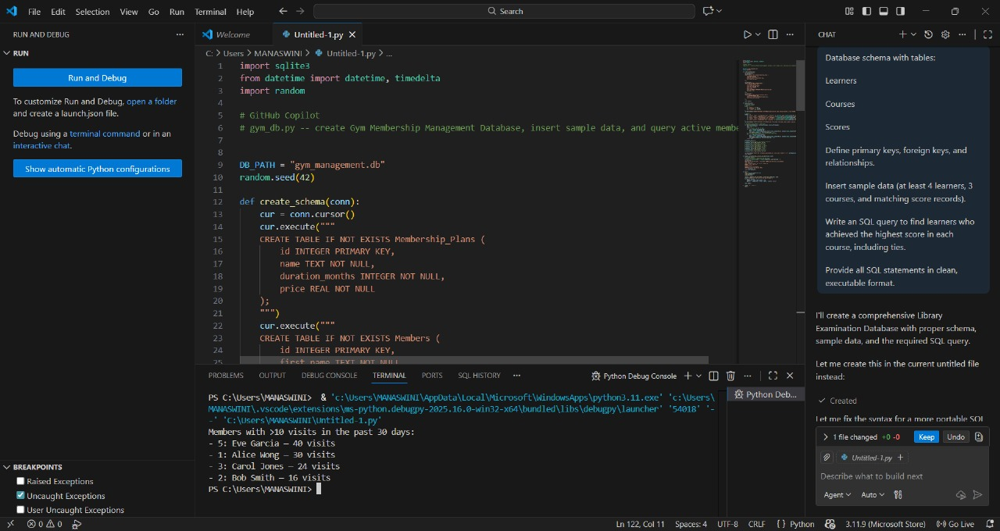 File Edit Selection View Go Run Terminal Help
Search
RUN AND DEBUG
RUN
Run and Debug
To customize Run and Debug, open a folder
and create a launch.json file.
Debug using a terminal command or in an
interactive chat.
Show automatic Python configurations
BREAKPOINTS
Raised Exceptions
Uncaught Exceptions
User Uncaught Exceptions
Welcome
Untitled-1.py
C: > Users > MANASWINI > Untitled-1.py > ...
1 import sqlite3
2 from datetime import datetime, timedelta
3 import random
4
5 # GitHub Copilot
6 # gym_db.py -- create Gym Membership Management Database, insert sample data, and query active membe
7
8
9 DB_PATH = "gym_management.db"
10 random.seed(42)
11
12 def create_schema(conn):
13 cur = conn.cursor()
14 cur.execute("""
15 CREATE TABLE IF NOT EXISTS Membership_Plans (
16 id INTEGER PRIMARY KEY,
17 name TEXT NOT NULL,
18 duration_months INTEGER NOT NULL,
19 price REAL NOT NULL
20 );
21 """)
22 cur.execute("""
23 CREATE TABLE IF NOT EXISTS Members (
24 id INTEGER PRIMARY KEY,
25 first_name TEXT NOT NULL
PROBLEMS OUTPUT DEBUG CONSOLE TERMINAL PORTS SQL HISTORY ...
Python Debug Console
Python Deb...
PS C:\Users\MANASWINI> & 'c:\Users\MANASWINI\AppData\Local\Microsoft\WindowsApps\python3.11.exe' 'c:\Users\
MANASWINI\.vscode\extensions\ms-python.debugpy-2025.16.0-win32-x64\bundled\libs\debugpy\launcher' '54018' '-
-' 'C:\Users\MANASWINI\Untitled-1.py'
Members with >10 visits in the past 30 days:
- 5: Eve Garcia — 40 visits
- 1: Alice Wong — 30 visits
- 3: Carol Jones — 24 visits
- 2: Bob Smith — 16 visits
PS C:\Users\MANASWINI>
CHAT
Database schema with tables:
Learners
Courses
Scores
Define primary keys, foreign keys, and
relationships.
Insert sample data (at least 4 learners, 3
courses, and matching score records).
Write an SQL query to find learners who
achieved the highest score in each
course, including ties.
Provide all SQL statements in clean,
executable format.
I'll create a comprehensive Library
Examination Database with proper schema,
sample data, and the required SQL query.
Let me create this in the current untitled file
instead:
Created
Let me fix the syntax for a more portable SQL
1 file changed +0 -0 Keep Undo
Untitled-1.py
Describe what to build next
Agent Auto
0 0
Ln 122, Col 11 Spaces: 4 UTF-8 CRLF { } Python 3.11.9 (Microsoft Store) Go Live